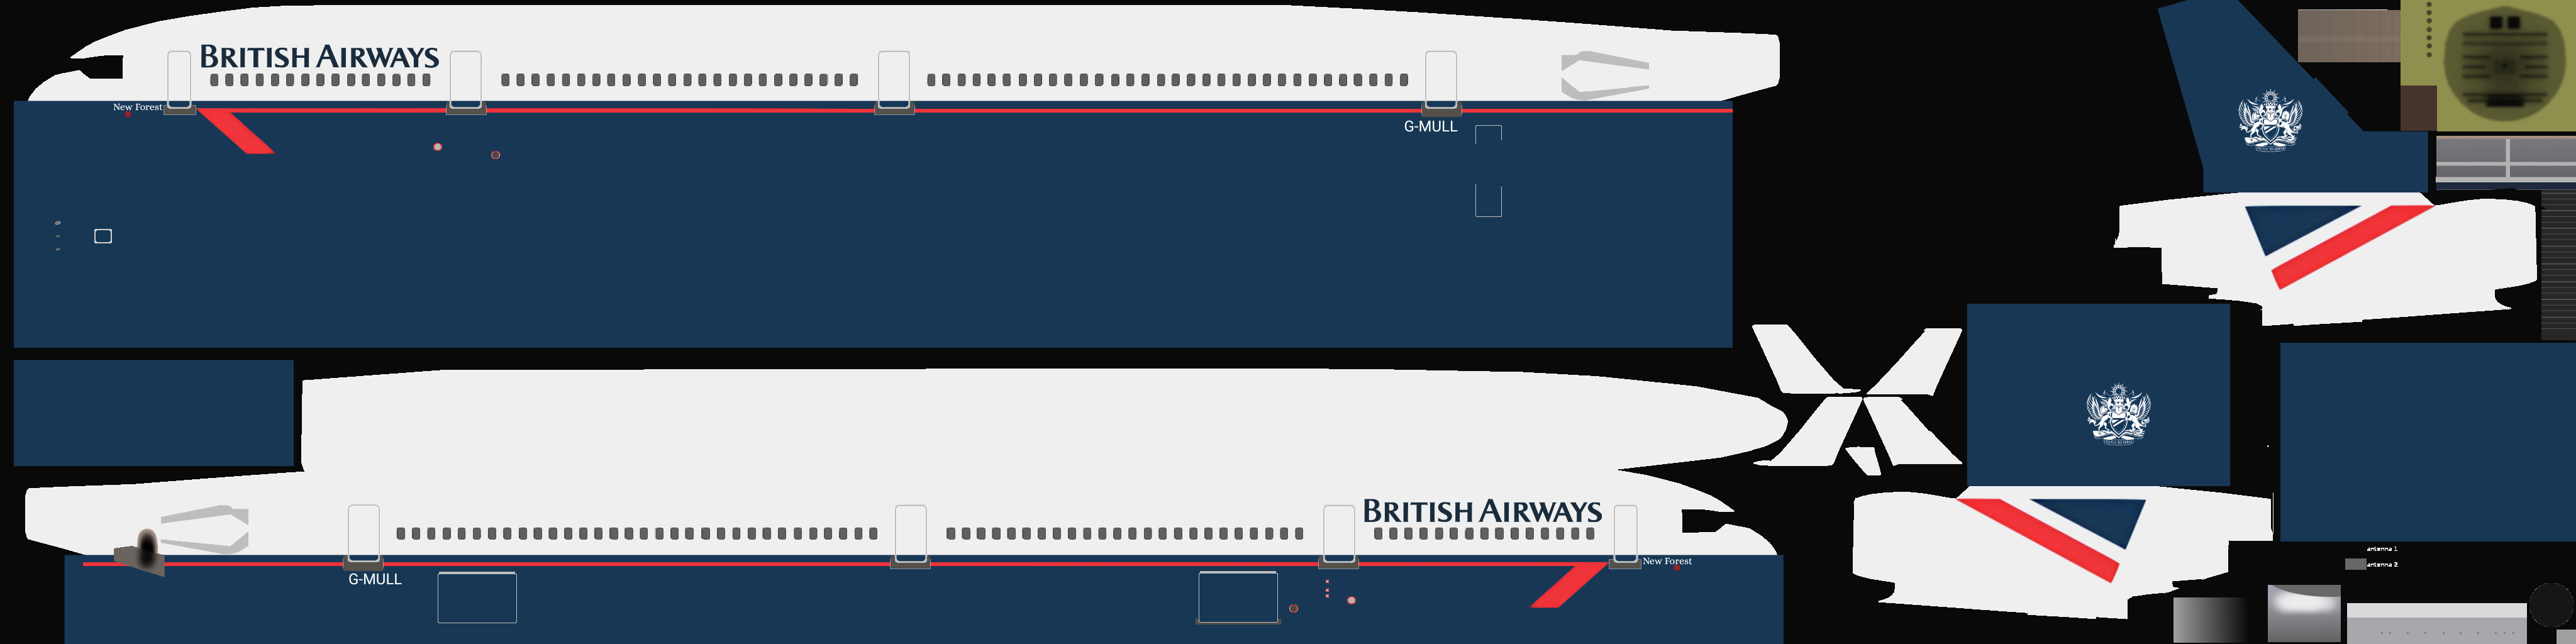 BRITISH AIRWAYS
New Forest
G-MULL
BRITISH AIRWAYS
New Forest
G-MULL
antenna 1
antenna 2